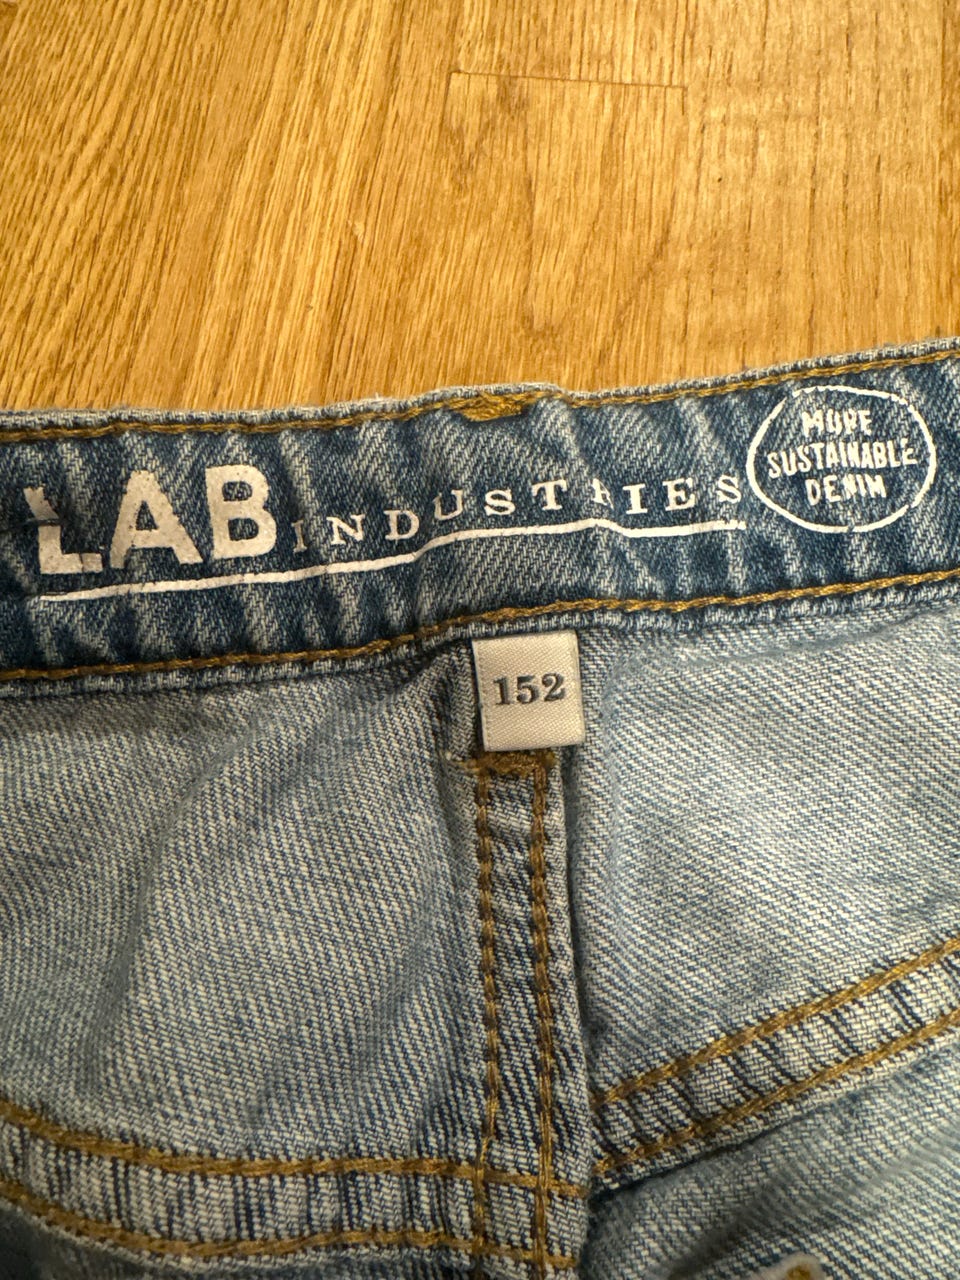 LAB INDUSTRIES
MORE
SUSTAINABLE
DENIM
152